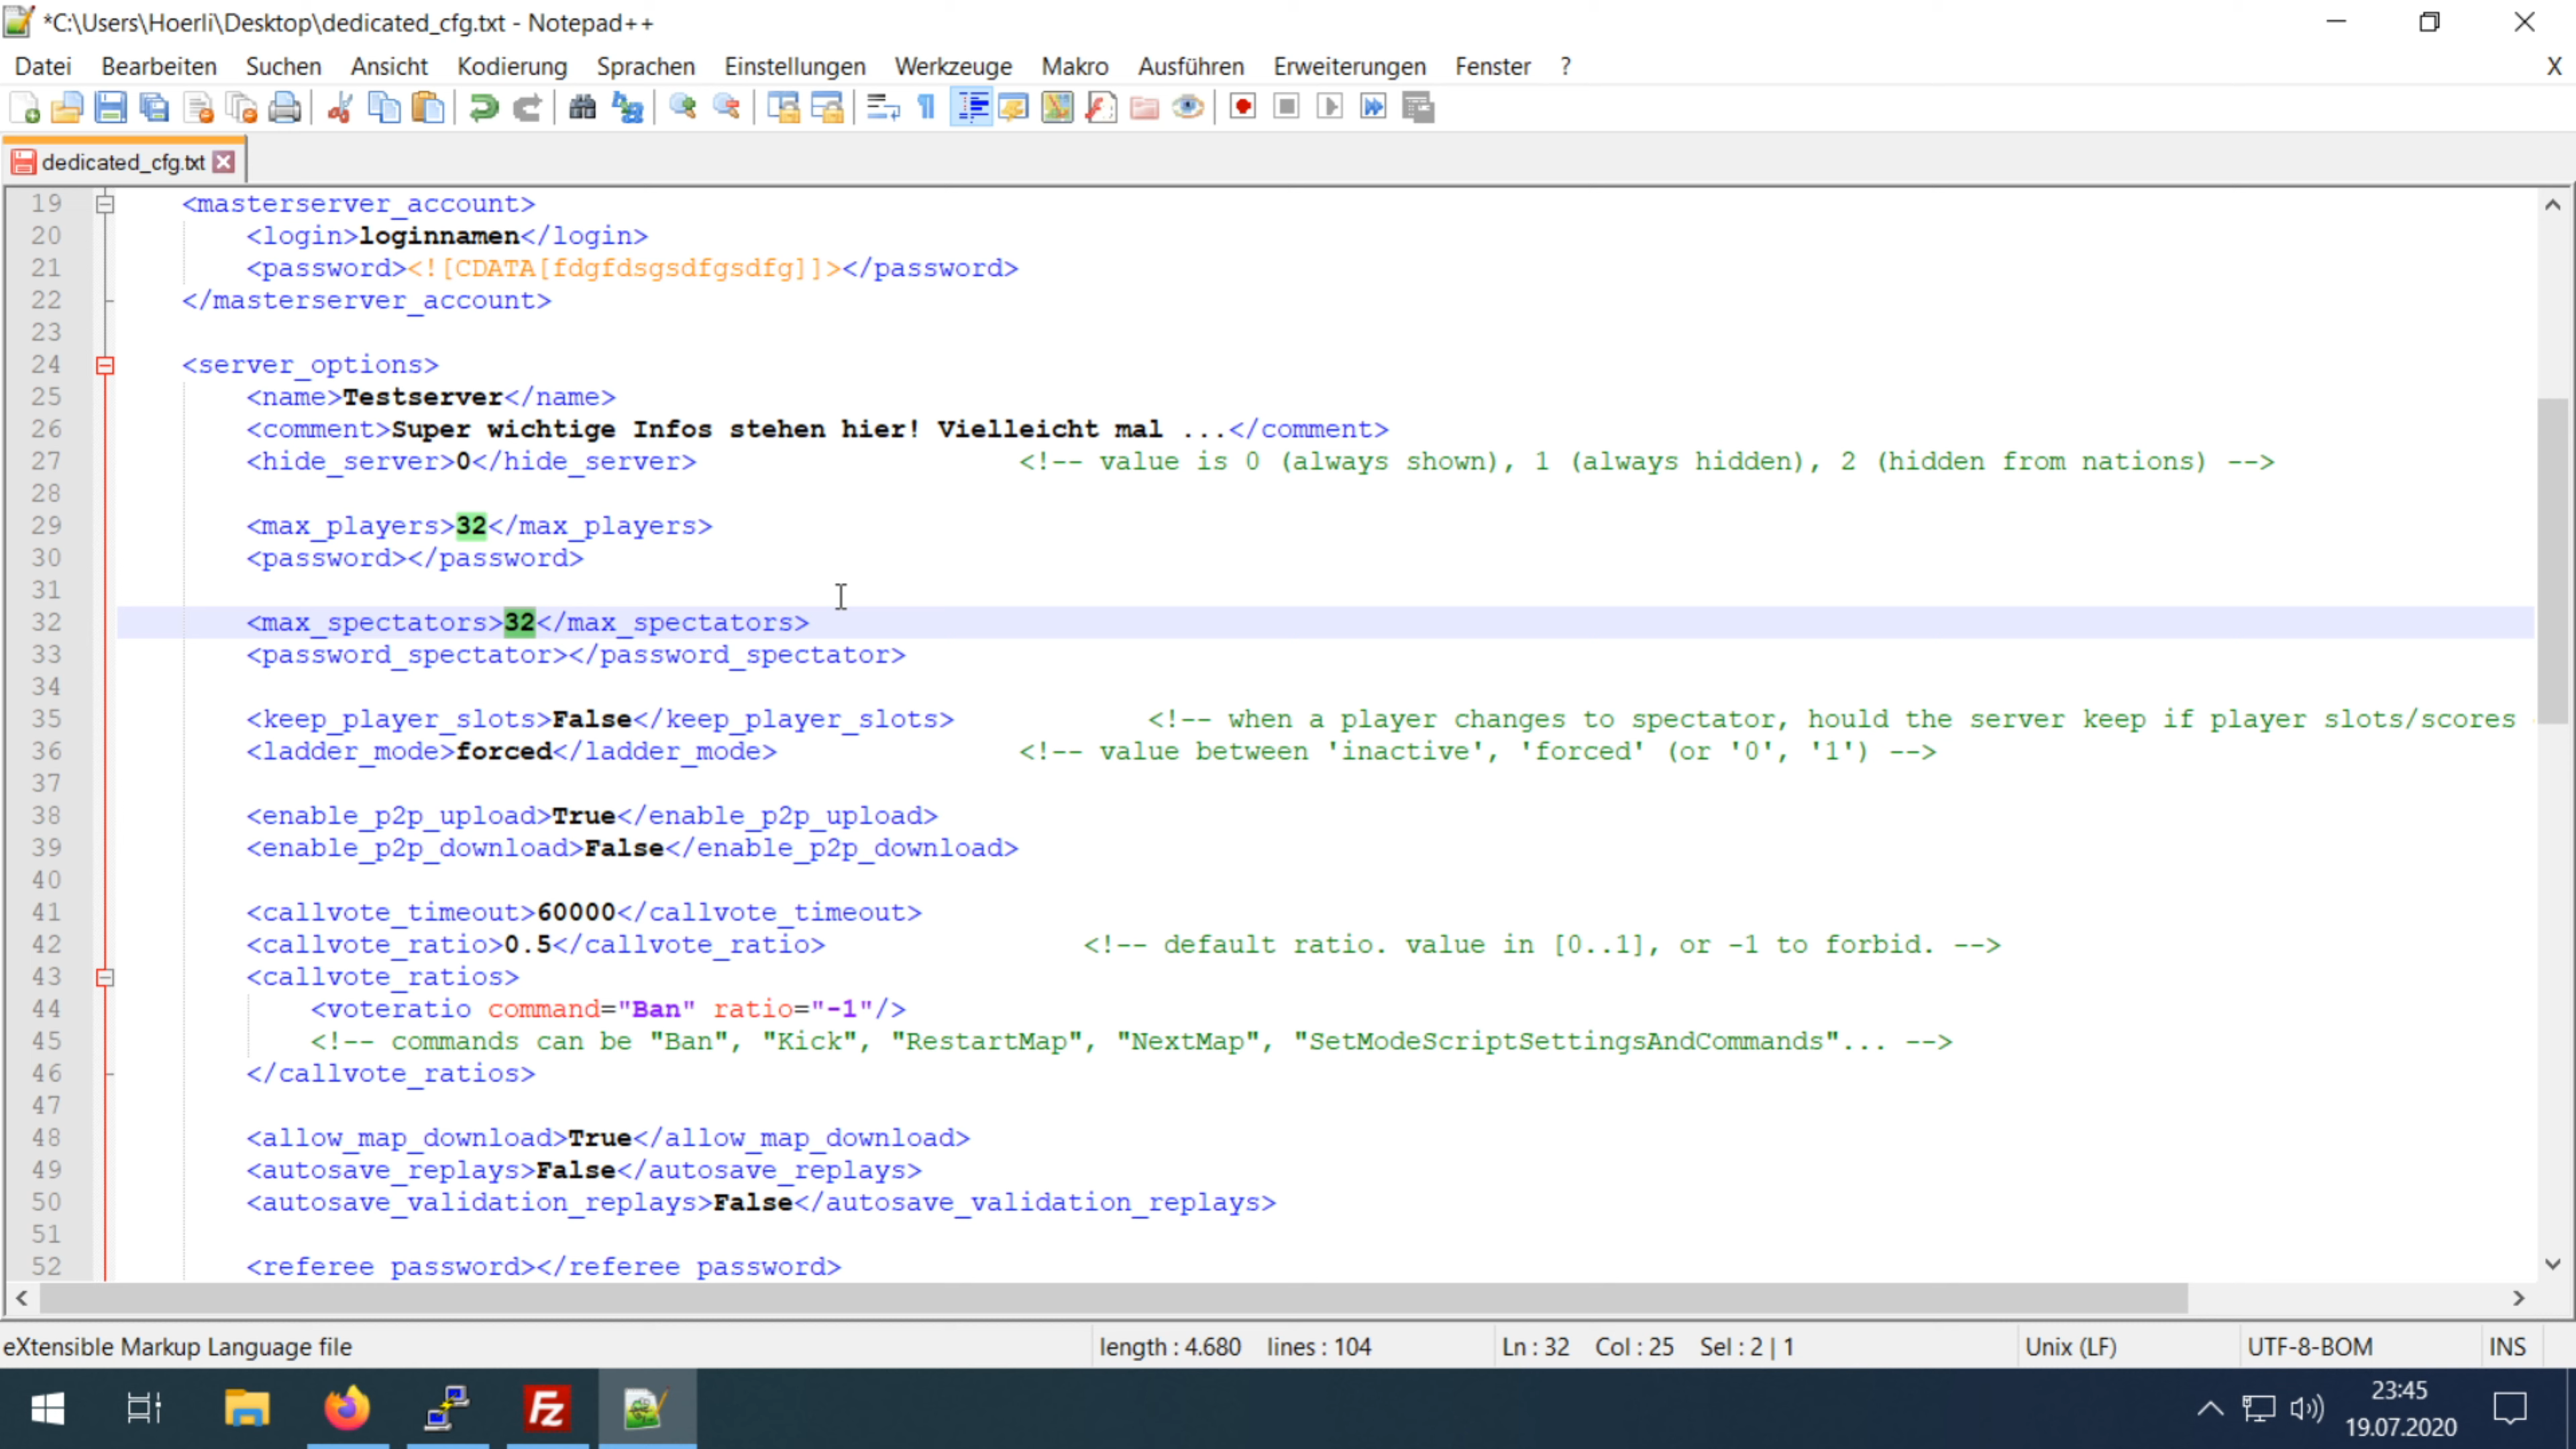 *C:\Users\Hoerli\Desktop\dedicated_cfg.txt - Notepad++
Datei Bearbeiten Suchen Ansicht Kodierung Sprachen Einstellungen Werkzeuge Makro Ausführen Erweiterungen Fenster ? X
dedicated_cfg.txt
19 <masterserver_account>
20 <login>loginnamen</login>
21 <password><![CDATA[fdgfdsgsdfgsdfg]]></password>
22 </masterserver_account>
23
24 <server_options>
25 <name>Testserver</name>
26 <comment>Super wichtige Infos stehen hier! Vielleicht mal ...</comment>
27 <hide_server>0</hide_server> <!-- value is 0 (always shown), 1 (always hidden), 2 (hidden from nations) -->
28
29 <max_players>32</max_players>
30 <password></password>
31
32 <max_spectators>32</max_spectators>
33 <password_spectator></password_spectator>
34
35 <keep_player_slots>False</keep_player_slots> <!-- when a player changes to spectator, hould the server keep if player slots/scores
36 <ladder_mode>forced</ladder_mode> <!-- value between 'inactive', 'forced' (or '0', '1') -->
37
38 <enable_p2p_upload>True</enable_p2p_upload>
39 <enable_p2p_download>False</enable_p2p_download>
40
41 <callvote_timeout>60000</callvote_timeout>
42 <callvote_ratio>0.5</callvote_ratio> <!-- default ratio. value in [0..1], or -1 to forbid. -->
43 <callvote_ratios>
44 <voteratio command="Ban" ratio="-1"/>
45 <!-- commands can be "Ban", "Kick", "RestartMap", "NextMap", "SetModeScriptSettingsAndCommands"... -->
46 </callvote_ratios>
47
48 <allow_map_download>True</allow_map_download>
49 <autosave_replays>False</autosave_replays>
50 <autosave_validation_replays>False</autosave_validation_replays>
51
52 <referee_password></referee_password>
eXtensible Markup Language file length : 4.680 lines : 104 Ln : 32 Col : 25 Sel : 2 | 1 Unix (LF) UTF-8-BOM INS
23:45
19.07.2020